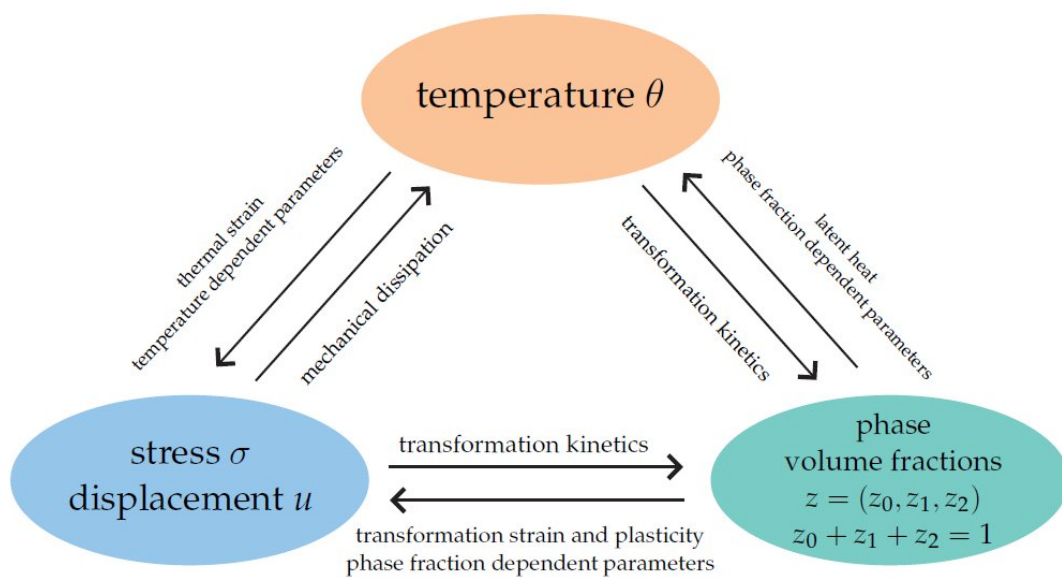 temperature θ
thermal strain
temperature dependent parameters
mechanical dissipation
transformation kinetics
latent heat
phase fraction dependent parameters
stress σ
displacement u
transformation kinetics
transformation strain and plasticity
phase fraction dependent parameters
phase
volume fractions
z = (z₀, z₁, z₂)
z₀ + z₁ + z₂ = 1